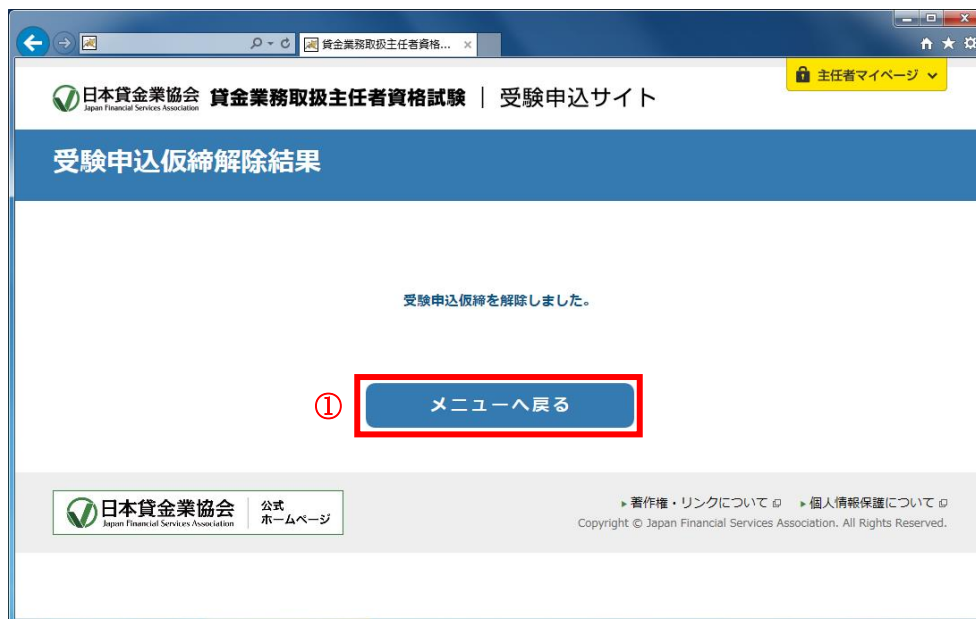 貸金業務取扱主任者資格...
主任者マイページ
日本貸金業協会 貸金業務取扱主任者資格試験 | 受験申込サイト
Japan Financial Services Association
受験申込仮締解除結果
受験申込仮締を解除しました。
① メニューへ戻る
日本貸金業協会 公式
Japan Financial Services Association ホームページ
著作権・リンクについて 個人情報保護について
Copyright © Japan Financial Services Association. All Rights Reserved.